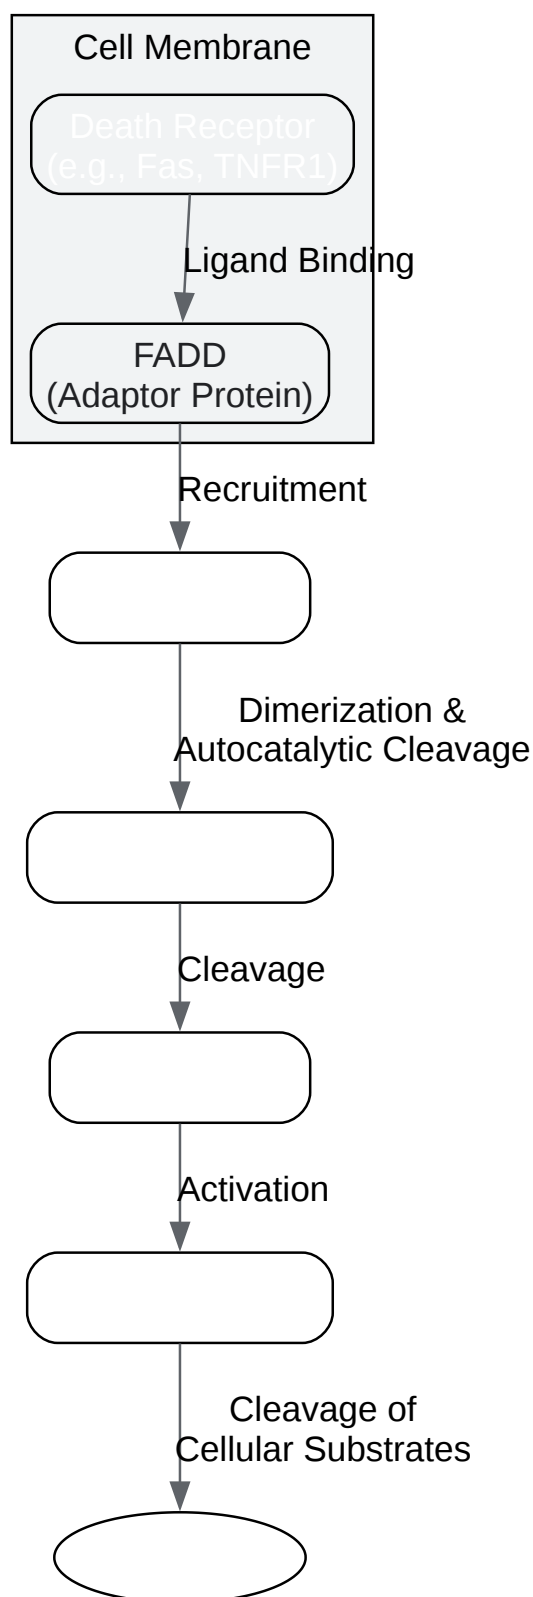 Cell Membrane
Death Receptor
(e.g., Fas, TNFR1)
Ligand Binding
FADD
(Adaptor Protein)
Recruitment
Dimerization &
Autocatalytic Cleavage
Cleavage
Activation
Cleavage of
Cellular Substrates